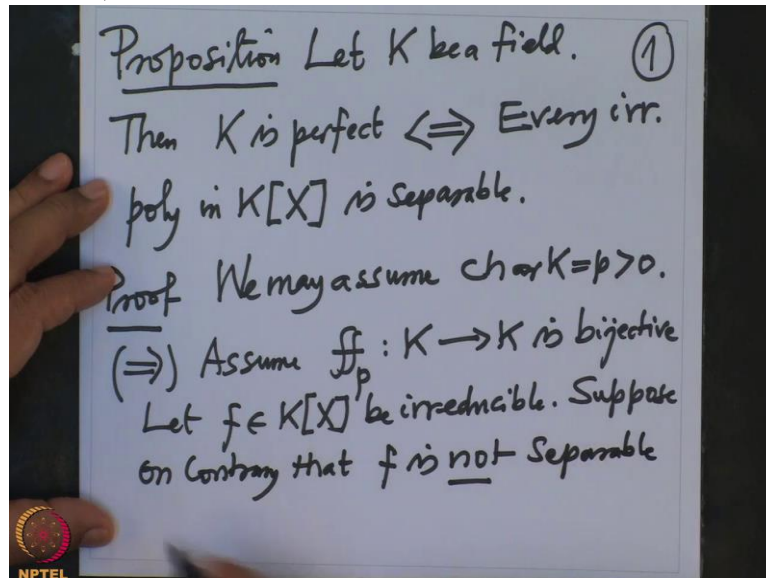 Proposition Let K be a field. ①
Then K is perfect <=> Every irr.
poly in K[X] is separable.
Proof We may assume char K=p>0.
(=>) Assume 𝔣p : K → K is bijective
Let f ∈ K[X] be irreducible. Suppose
on Contrary that f is not Separable
NPTEL